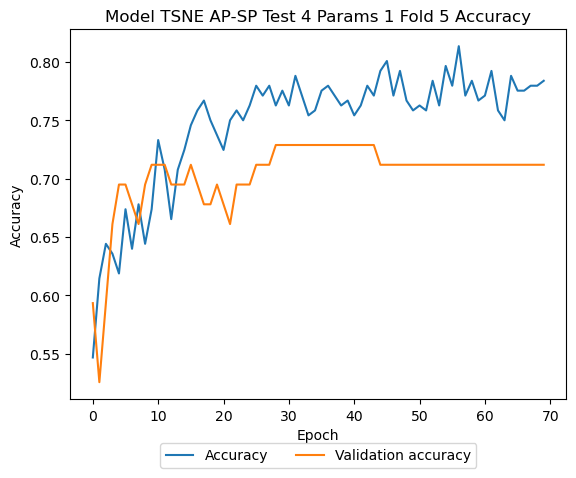 Model TSNE AP-SP Test 4 Params 1 Fold 5 Accuracy
0.80
0.75
0.70
0.65
0.60
0.55
Accuracy
0 10 20 30 40 50 60 70
Epoch
Accuracy Validation accuracy